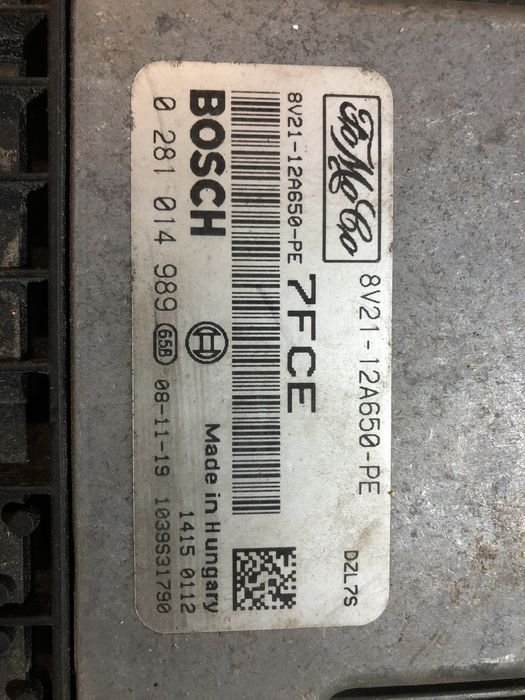 FoMoCo
8V21-12A650-PE
DZL7S
8V21-12A650-PE 7FCE
BOSCH
Made in Hungary
1415 0112
0 281 014 989 65B 08-11-19 1039S31790